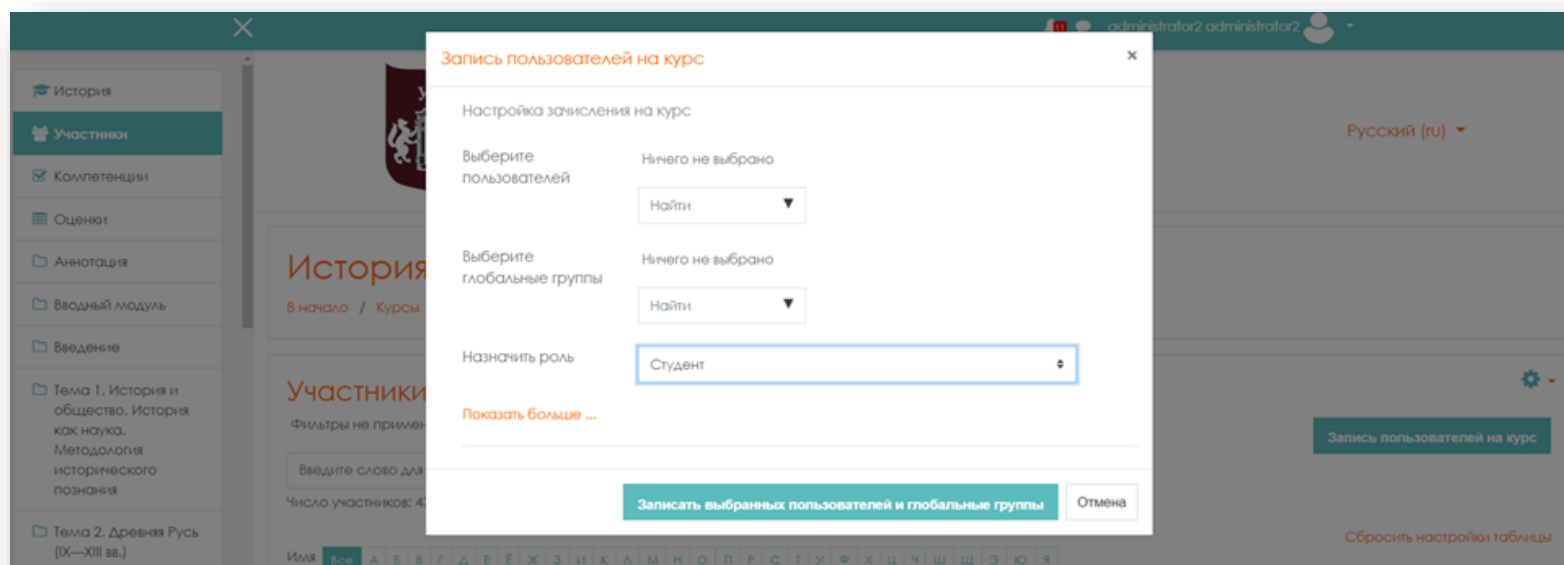 11
administrator2 administrator2
История
Участники
Компетенции
Оценки
Аннотация
Вводный модуль
Введение
Тема 1. История и
общество. История
как наука.
Методология
исторического
познания
Тема 2. Древняя Русь
(IX—XIII вв.)
Русский (ru)
История
В начало / Курсы
Участники
Фильтры не примен
Введите слово для
Число участников: 4
Имя Все А Б В Г Д Е Ё Ж З И К Л М Н О П Р С Т У Ф Х Ц Ч Ш Щ Э Ю Я
Запись пользователей на курс
Сбросить настройки таблицы
Запись пользователей на курс
×
Настройка зачисления на курс
Выберите
пользователей
Ничего не выбрано
Найти
Выберите
глобальные группы
Ничего не выбрано
Найти
Назначить роль
Студент
Показать больше ...
Записать выбранных пользователей и глобальные группы
Отмена